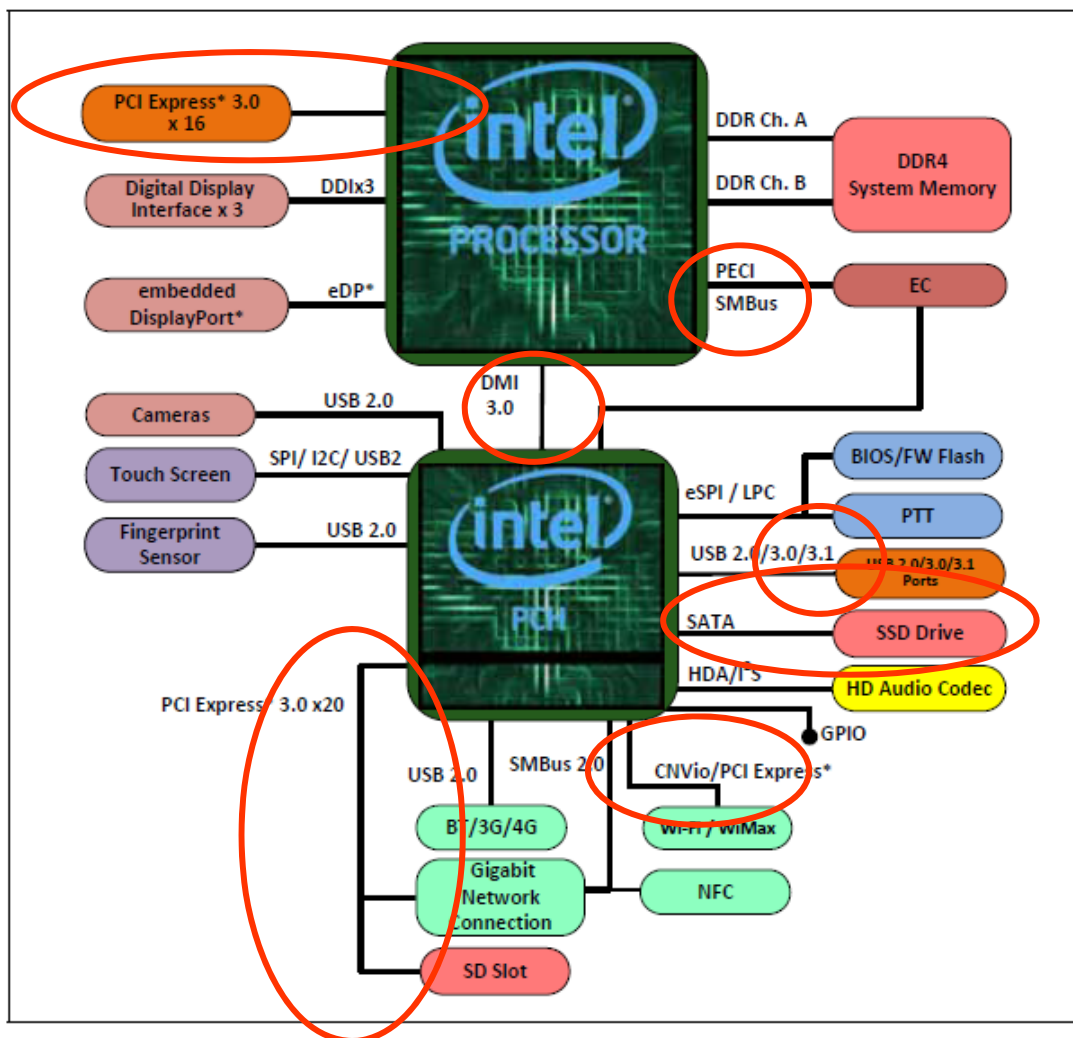 PCI Express* 3.0
x 16
intel®
PROCESSOR
DDR Ch. A
DDR Ch. B
DDR4
System Memory
Digital Display
Interface x 3
DDIx3
embedded
DisplayPort*
eDP*
PECI
SMBus
EC
DMI
3.0
Cameras
USB 2.0
Touch Screen
SPI/ I2C/ USB2
Fingerprint
Sensor
USB 2.0
intel
PCH
eSPI / LPC
BIOS/FW Flash
PTT
USB 2.0/3.0/3.1
USB 2.0/3.0/3.1
Ports
SATA
SSD Drive
HDA/I²S
HD Audio Codec
GPIO
PCI Express* 3.0 x20
USB 2.0
SMBus 2.0
CNVio/PCI Express*
BT/3G/4G
Wi-Fi / WiMax
Gigabit
Network
Connection
NFC
SD Slot